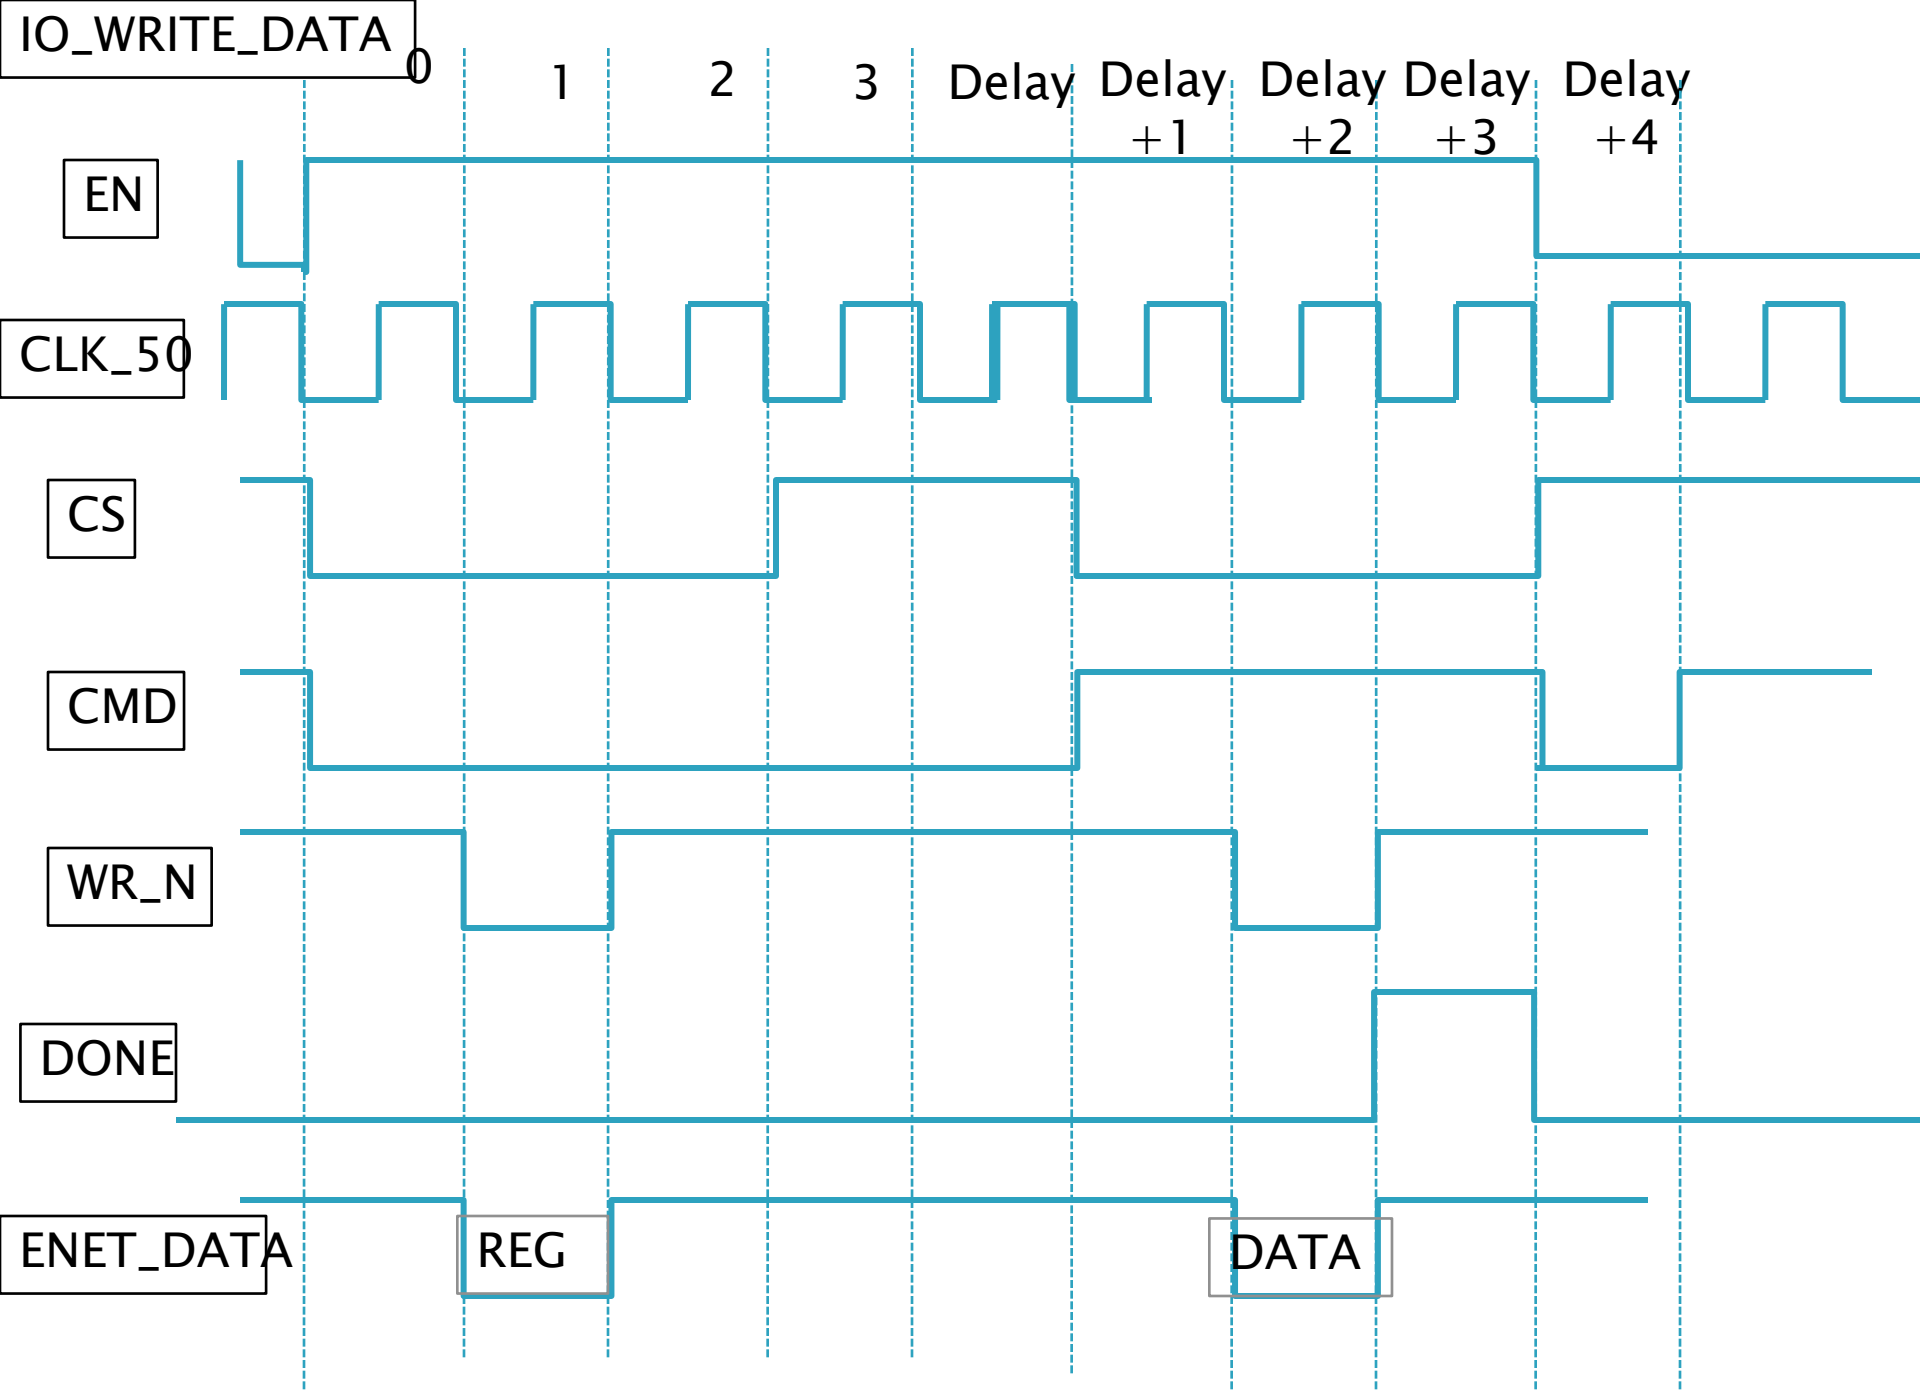 IO_WRITE_DATA
0
1
2
3
Delay
Delay
+1
Delay
+2
Delay
+3
Delay
+4
EN
CLK_50
CS
CMD
WR_N
DONE
ENET_DATA
REG
DATA